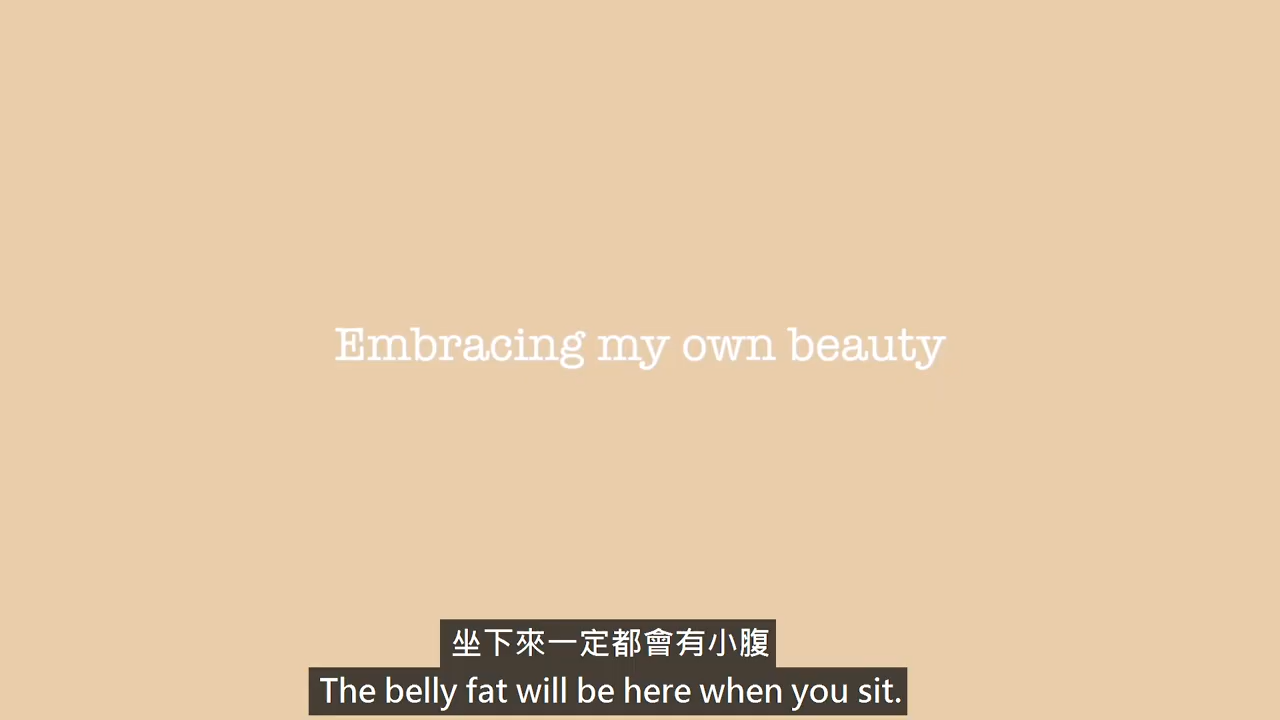 Embracing my own beauty
坐下來一定都會有小腹
The belly fat will be here when you sit.